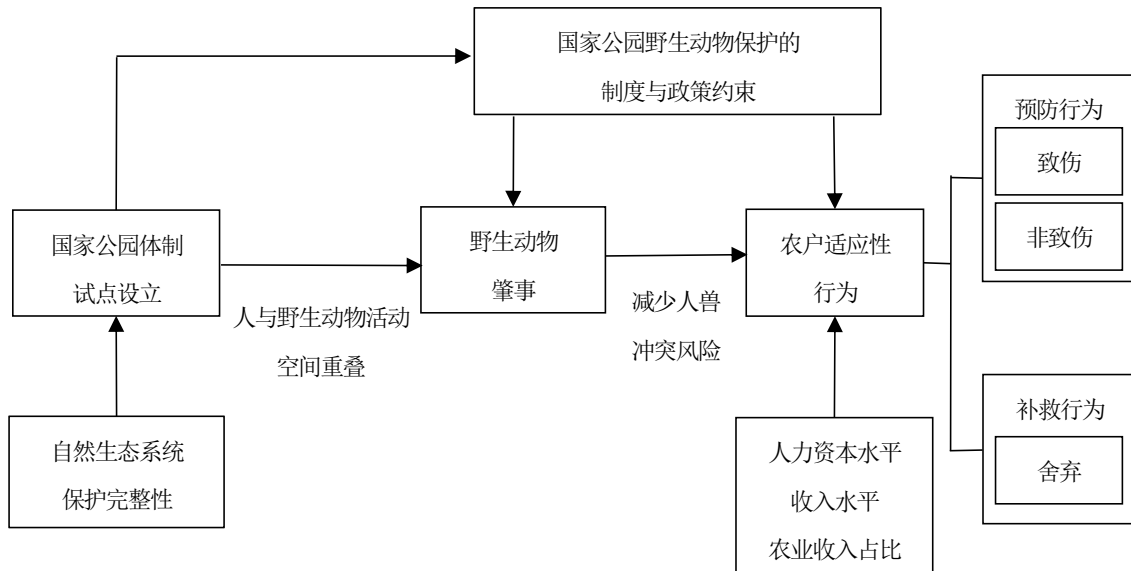 国家公园野生动物保护的
制度与政策约束
预防行为
致伤
非致伤
国家公园体制
试点设立
野生动物
肇事
农户适应性
行为
人与野生动物活动
空间重叠
减少人兽
冲突风险
自然生态系统
保护完整性
人力资本水平
收入水平
农业收入占比
补救行为
舍弃